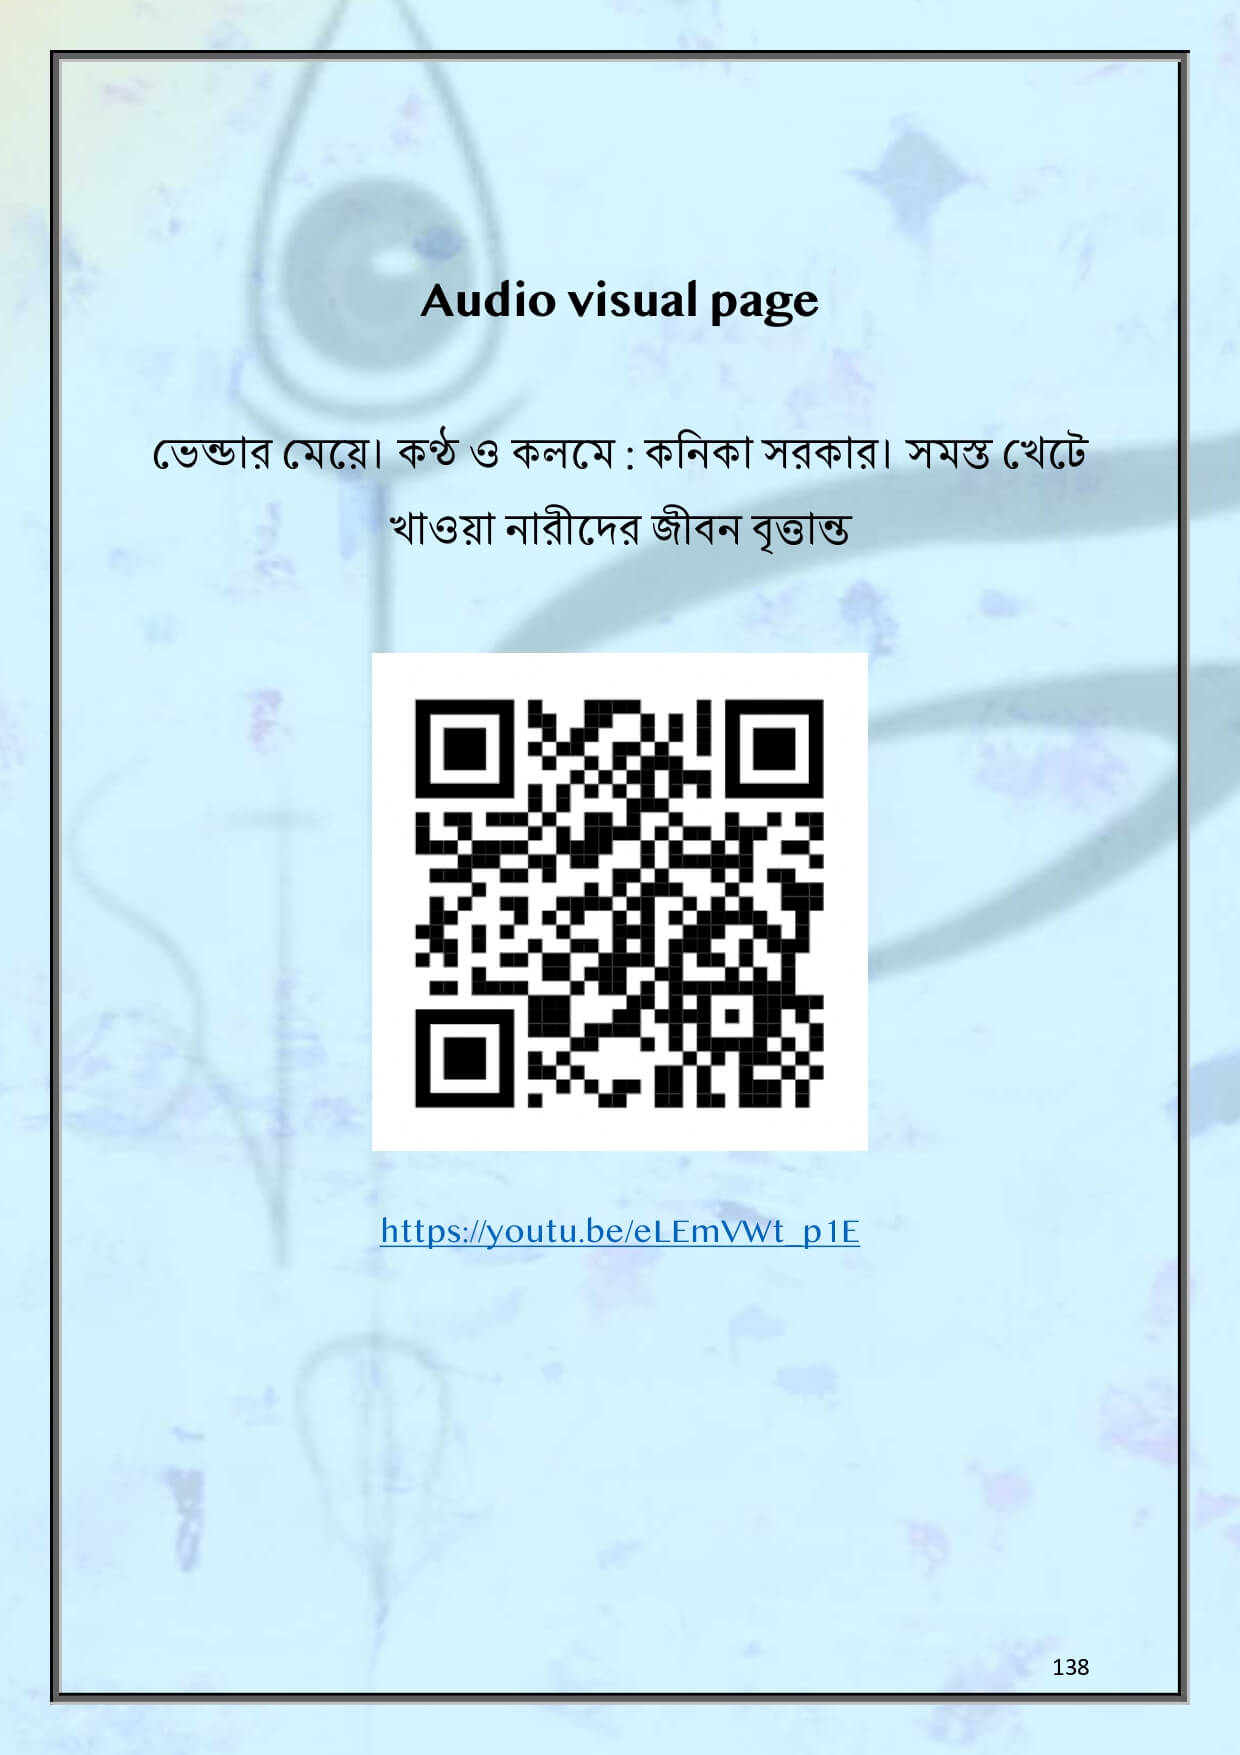 Audio visual page
ভেন্ডার মেয়ে। কণ্ঠ ও কলমে : কনিকা সরকার। সমস্ত খেটে
খাওয়া নারীদের জীবন বৃত্তান্ত
https://youtu.be/eLEmVWt_p1E
138